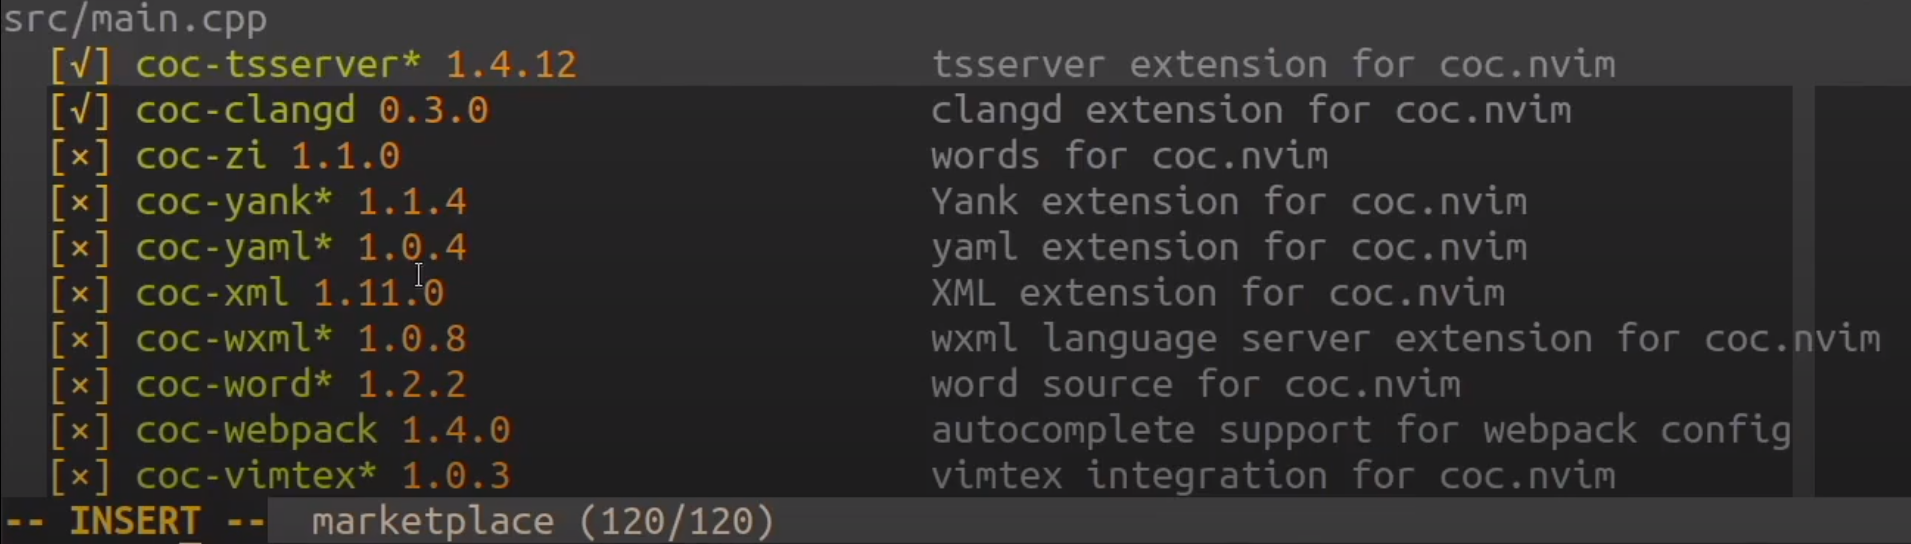 src/main.cpp
[√] coc-tsserver* 1.4.12 tsserver extension for coc.nvim
[√] coc-clangd 0.3.0 clangd extension for coc.nvim
[×] coc-zi 1.1.0 words for coc.nvim
[×] coc-yank* 1.1.4 Yank extension for coc.nvim
[×] coc-yaml* 1.0.4 yaml extension for coc.nvim
[×] coc-xml 1.11.0 XML extension for coc.nvim
[×] coc-wxml* 1.0.8 wxml language server extension for coc.nvim
[×] coc-word* 1.2.2 word source for coc.nvim
[×] coc-webpack 1.4.0 autocomplete support for webpack config
[×] coc-vimtex* 1.0.3 vimtex integration for coc.nvim
-- INSERT -- marketplace (120/120)